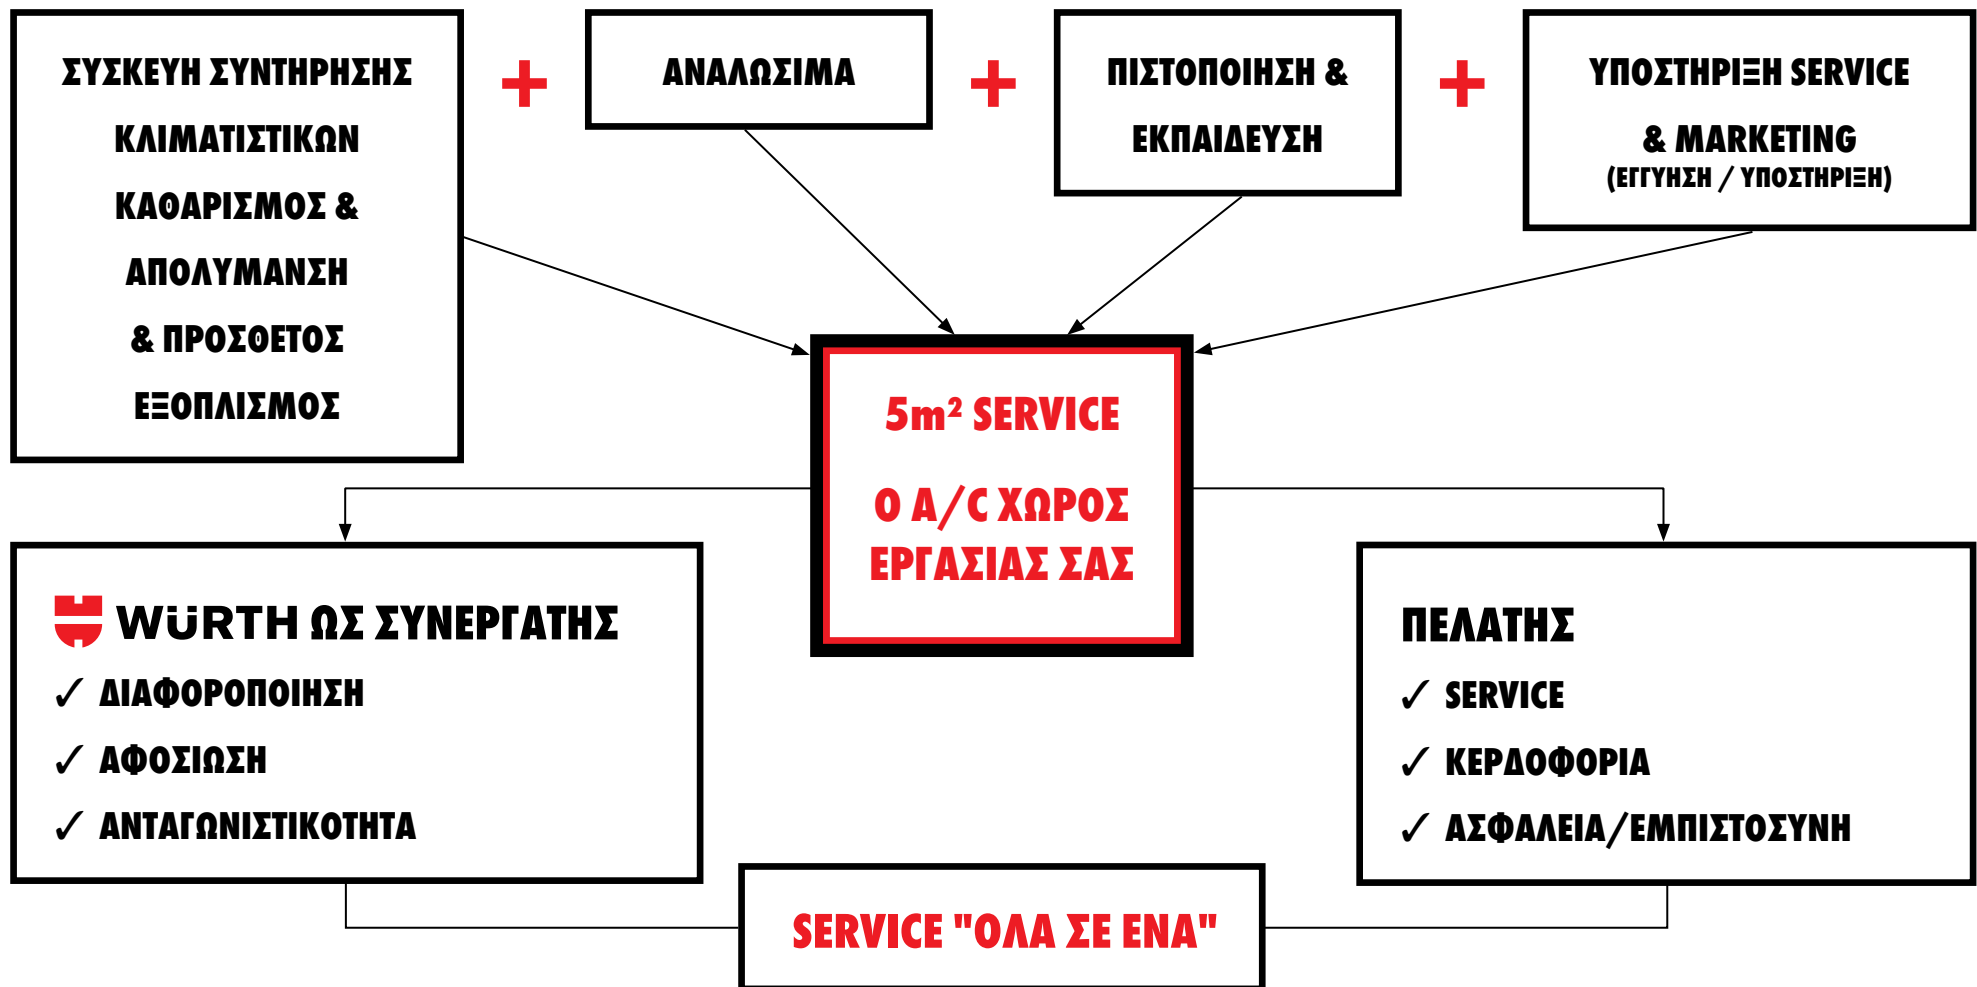 ΣΥΣΚΕΥΗ ΣΥΝΤΗΡΗΣΗΣ
ΚΛΙΜΑΤΙΣΤΙΚΩΝ
ΚΑΘΑΡΙΣΜΟΣ &
ΑΠΟΛΥΜΑΝΣΗ
& ΠΡΟΣΘΕΤΟΣ
ΕΞΟΠΛΙΣΜΟΣ
+
ΑΝΑΛΩΣΙΜΑ
+
ΠΙΣΤΟΠΟΙΗΣΗ &
ΕΚΠΑΙΔΕΥΣΗ
+
ΥΠΟΣΤΗΡΙΞΗ SERVICE
& MARKETING
(ΕΓΓΥΗΣΗ / ΥΠΟΣΤΗΡΙΞΗ)
5m² SERVICE
Ο A/C ΧΩΡΟΣ
ΕΡΓΑΣΙΑΣ ΣΑΣ
WÜRTH ΩΣ ΣΥΝΕΡΓΑΤΗΣ
✓ ΔΙΑΦΟΡΟΠΟΙΗΣΗ
✓ ΑΦΟΣΙΩΣΗ
✓ ΑΝΤΑΓΩΝΙΣΤΙΚΟΤΗΤΑ
ΠΕΛΑΤΗΣ
✓ SERVICE
✓ ΚΕΡΔΟΦΟΡΙΑ
✓ ΑΣΦΑΛΕΙΑ/ΕΜΠΙΣΤΟΣΥΝΗ
SERVICE "ΟΛΑ ΣΕ ΕΝΑ"